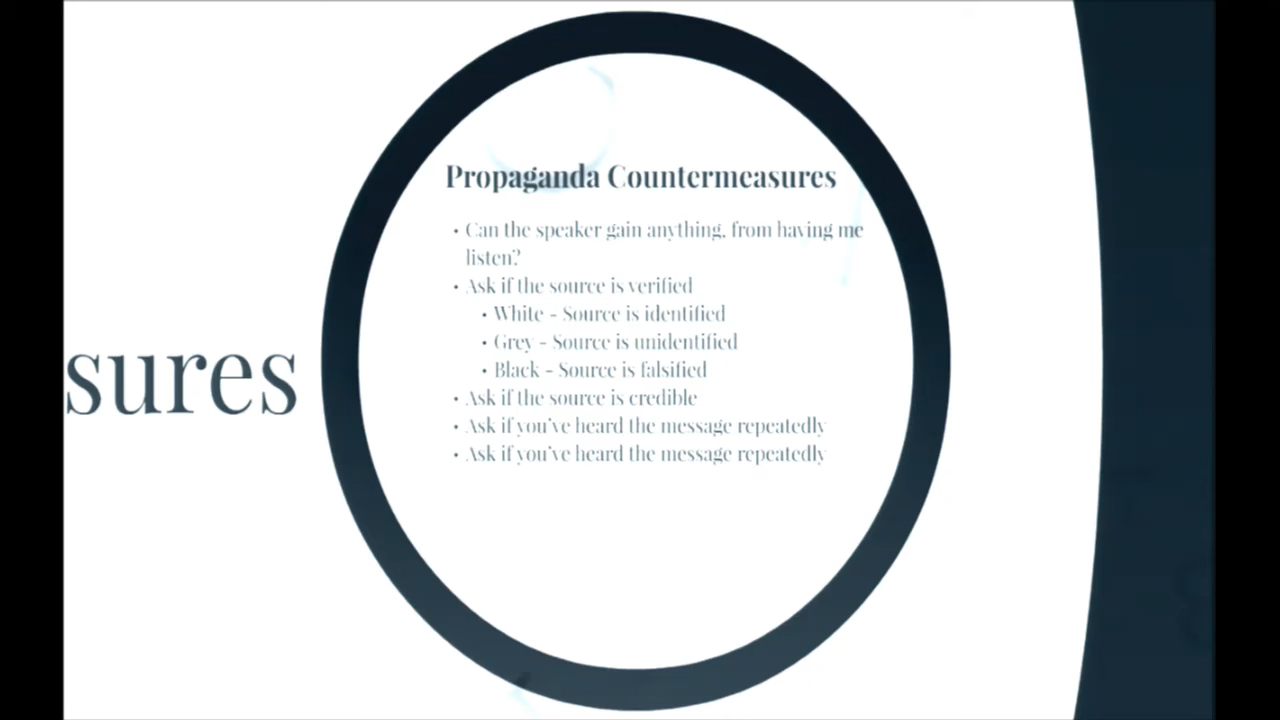 Propaganda Countermeasures
• Can the speaker gain anything, from having me
listen?
• Ask if the source is verified
• White - Source is identified
• Grey - Source is unidentified
• Black - Source is falsified
sures
• Ask if the source is credible
• Ask if you've heard the message repeatedly
• Ask if you've heard the message repeatedly